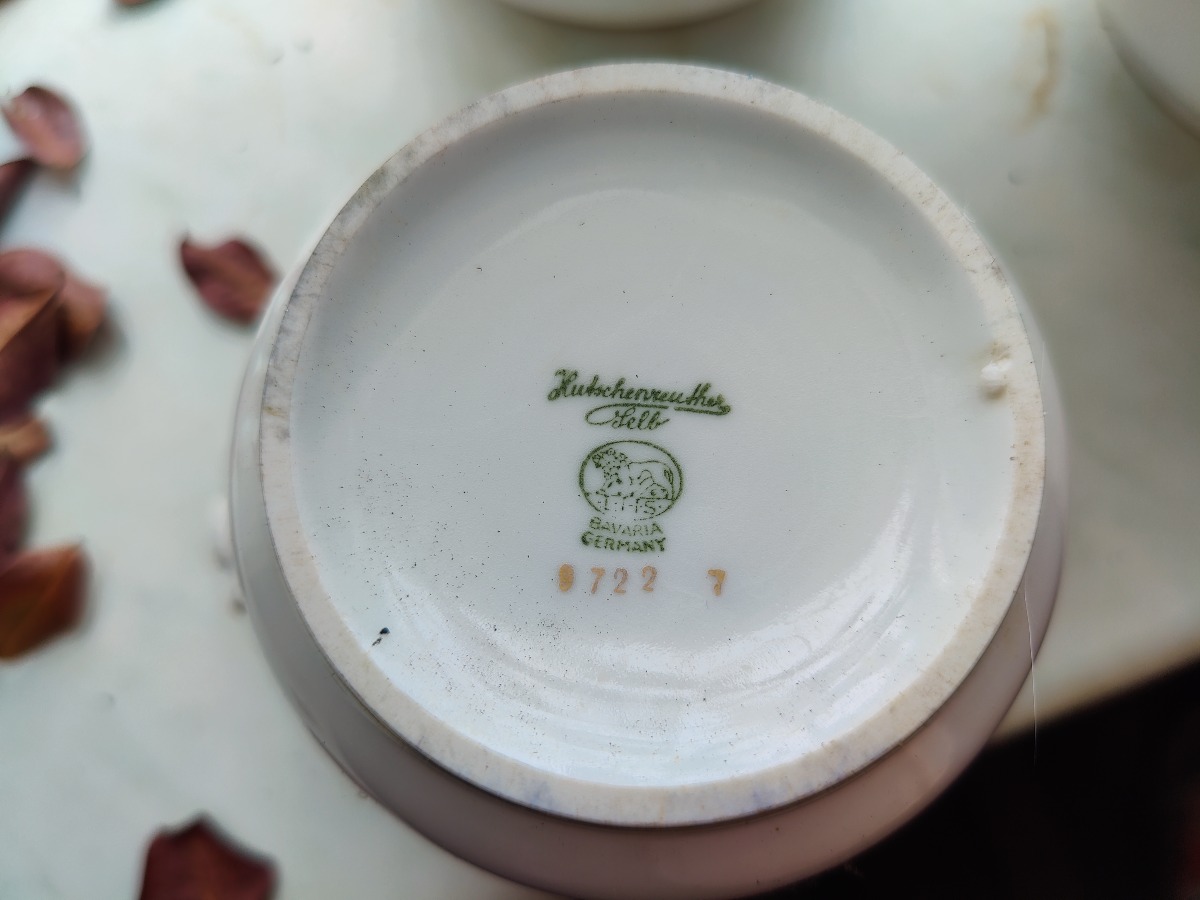 Hutschenreuther
Selb
LHS
BAVARIA
GERMANY
722 7